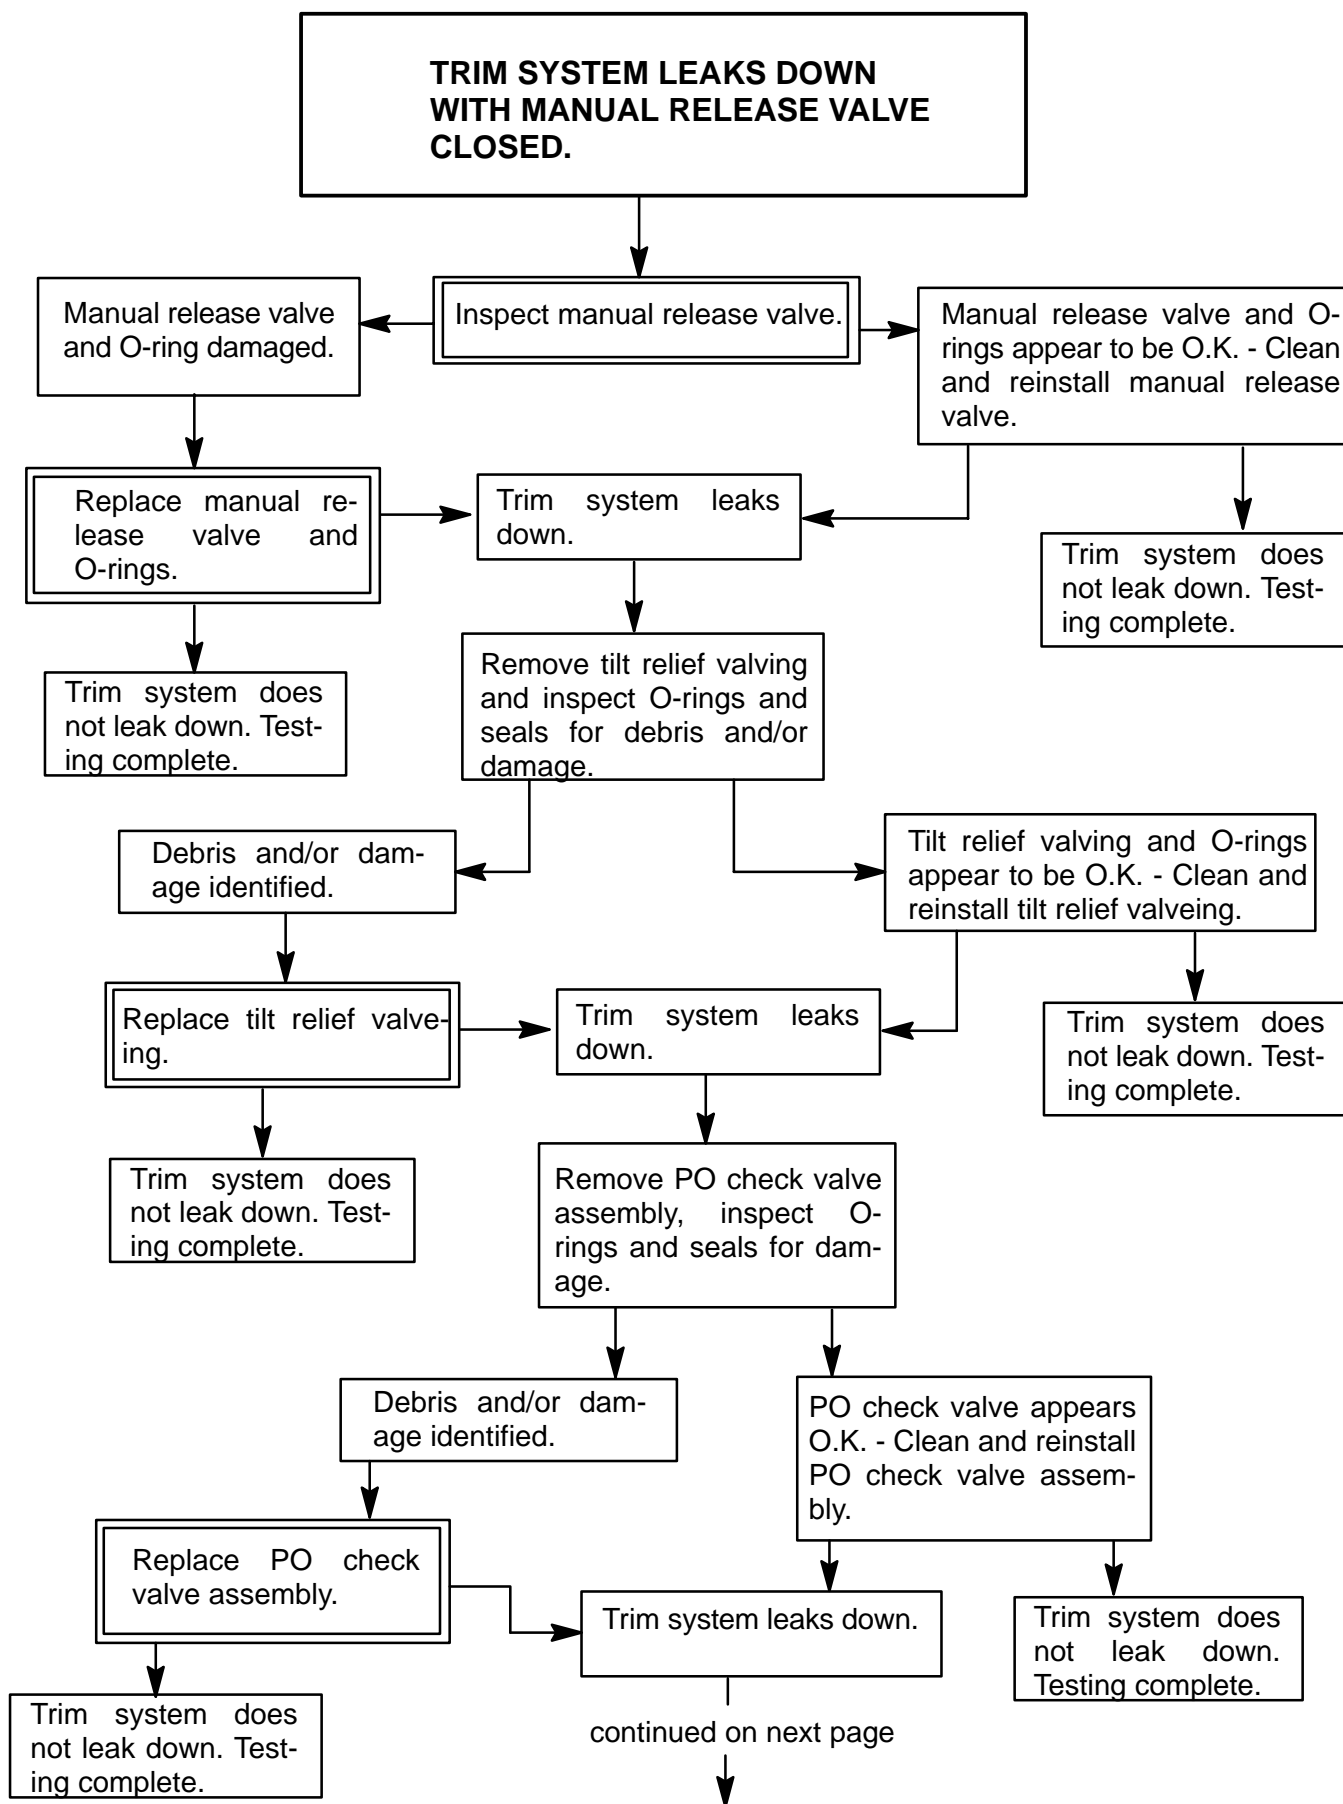 TRIM SYSTEM LEAKS DOWN
WITH MANUAL RELEASE VALVE
CLOSED.
Inspect manual release valve.
Manual release valve
and O-ring damaged.
Manual release valve and O-
rings appear to be O.K. - Clean
and reinstall manual release
valve.
Replace manual re-
lease valve and
O-rings.
Trim system leaks
down.
Trim system does
not leak down. Test-
ing complete.
Trim system does
not leak down. Test-
ing complete.
Remove tilt relief valving
and inspect O-rings and
seals for debris and/or
damage.
Debris and/or dam-
age identified.
Tilt relief valving and O-rings
appear to be O.K. - Clean and
reinstall tilt relief valveing.
Replace tilt relief valve-
ing.
Trim system leaks
down.
Trim system does
not leak down. Test-
ing complete.
Trim system does
not leak down. Test-
ing complete.
Remove PO check valve
assembly, inspect O-
rings and seals for dam-
age.
Debris and/or dam-
age identified.
PO check valve appears
O.K. - Clean and reinstall
PO check valve assem-
bly.
Replace PO check
valve assembly.
Trim system leaks down.
Trim system does
not leak down.
Testing complete.
Trim system does
not leak down. Test-
ing complete.
continued on next page